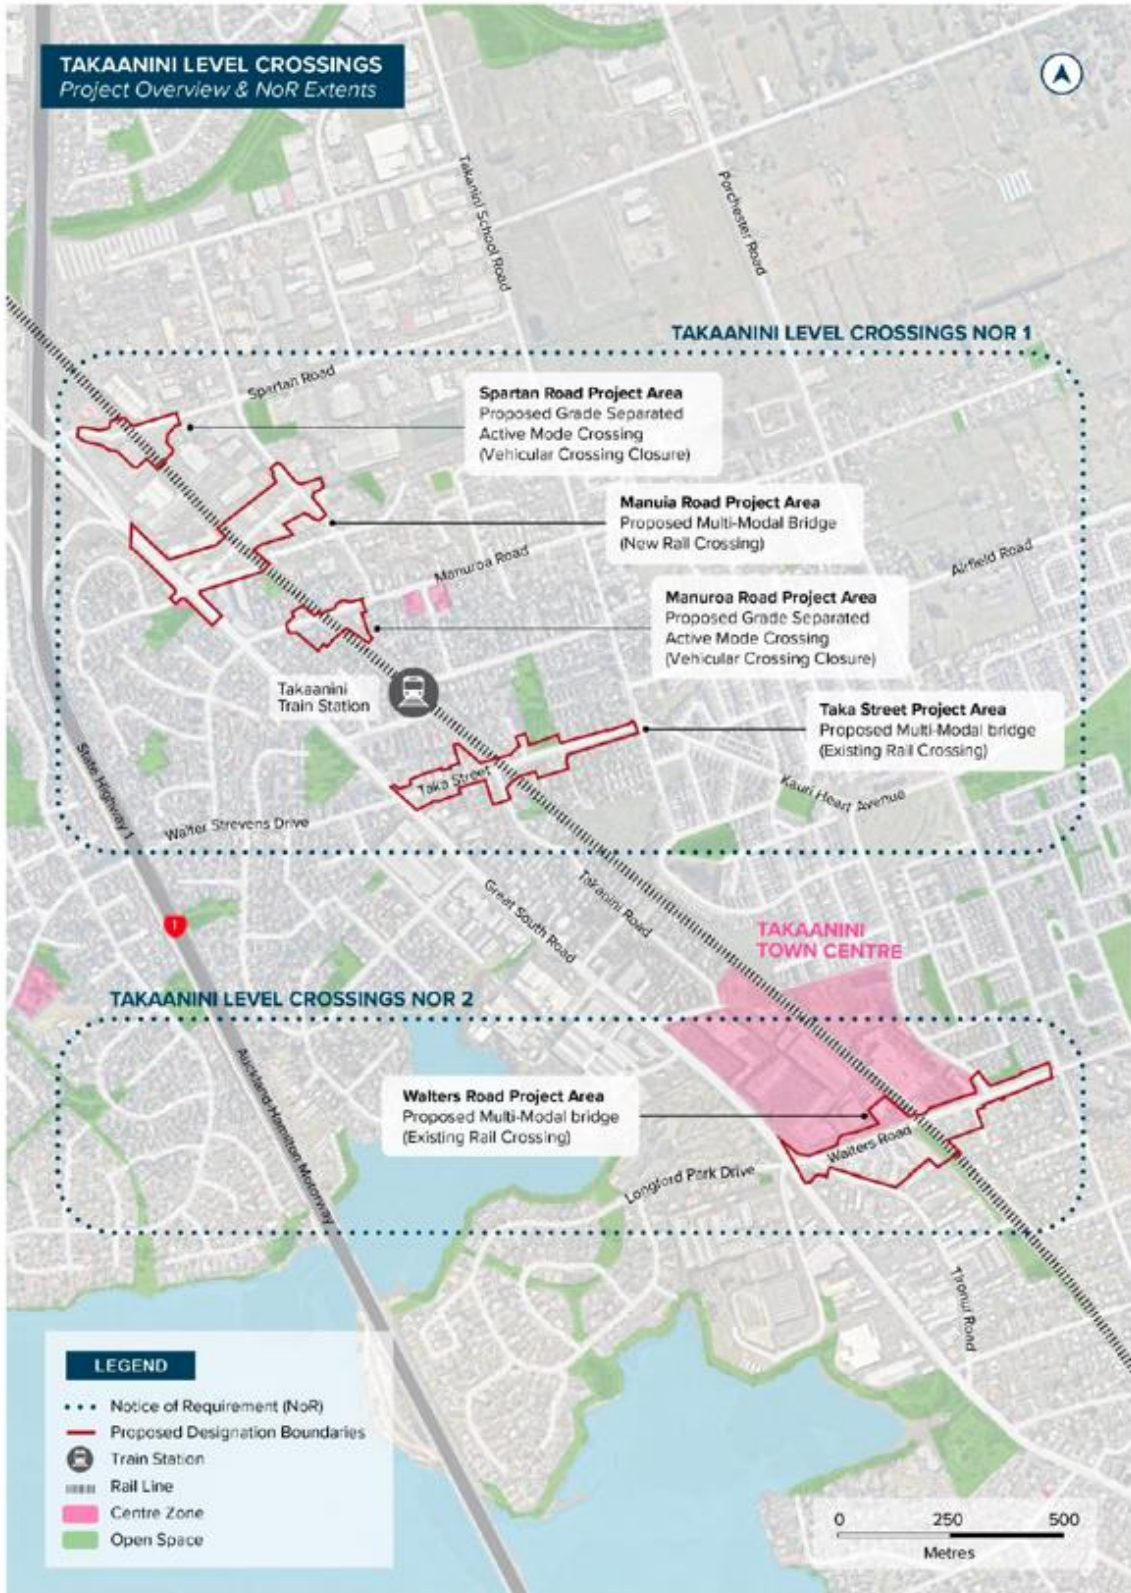 TAKAANINI LEVEL CROSSINGS
Project Overview & NoR Extents
Takanini School Road
Porchester Road
TAKAANINI LEVEL CROSSINGS NOR 1
Spartan Road
Spartan Road Project Area
Proposed Grade Separated
Active Mode Crossing
(Vehicular Crossing Closure)
Manuia Road Project Area
Proposed Multi-Modal Bridge
(New Rail Crossing)
Manuroa Road
Airfield Road
Manuroa Road Project Area
Proposed Grade Separated
Active Mode Crossing
(Vehicular Crossing Closure)
Takaanini
Train Station
Taka Street Project Area
Proposed Multi-Modal bridge
(Existing Rail Crossing)
State Highway 1
Taka Street
Kauri Heart Avenue
Walter Strevens Drive
Great South Road
Takanini Road
1
TAKAANINI
TOWN CENTRE
TAKAANINI LEVEL CROSSINGS NOR 2
Auckland-Hamilton Motorway
Walters Road Project Area
Proposed Multi-Modal bridge
(Existing Rail Crossing)
Walters Road
Longford Park Drive
Tironui Road
LEGEND
Notice of Requirement (NoR)
Proposed Designation Boundaries
Train Station
Rail Line
Centre Zone
Open Space
0 250 500
Metres